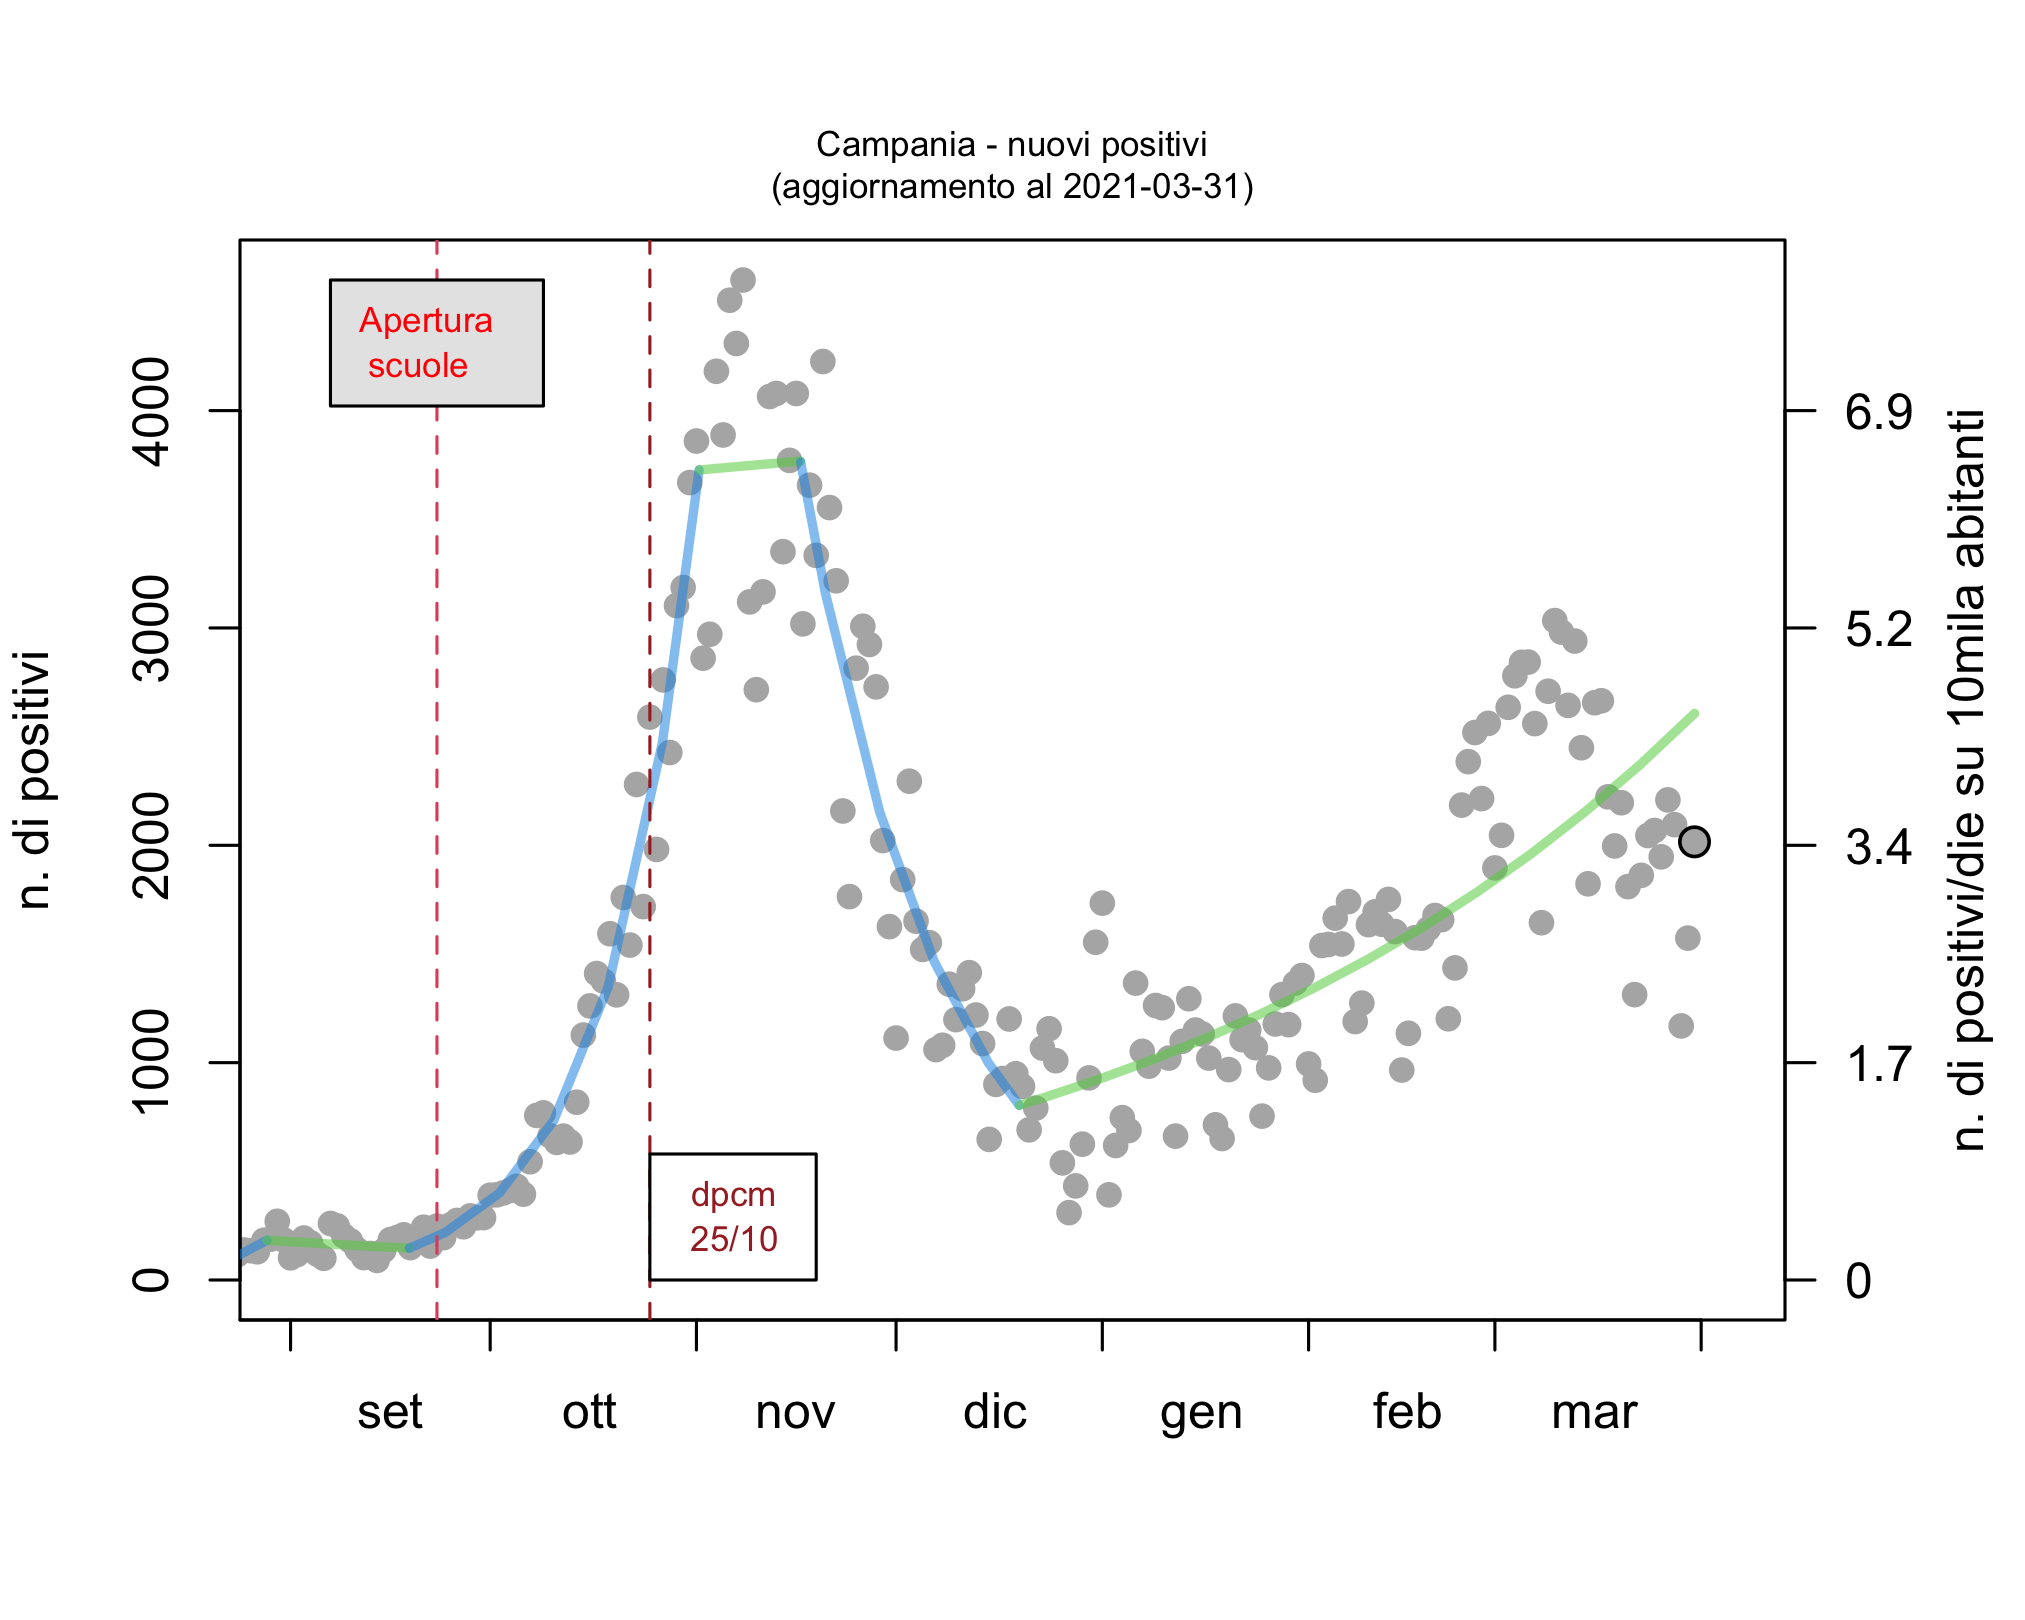 Campania - nuovi positivi
(aggiornamento al 2021-03-31)
Apertura
scuole
dpcm
25/10
n. di positivi
0
1000
2000
3000
4000
0
1.7
3.4
5.2
6.9
n. di positivi/die su 10mila abitanti
set ott nov dic gen feb mar